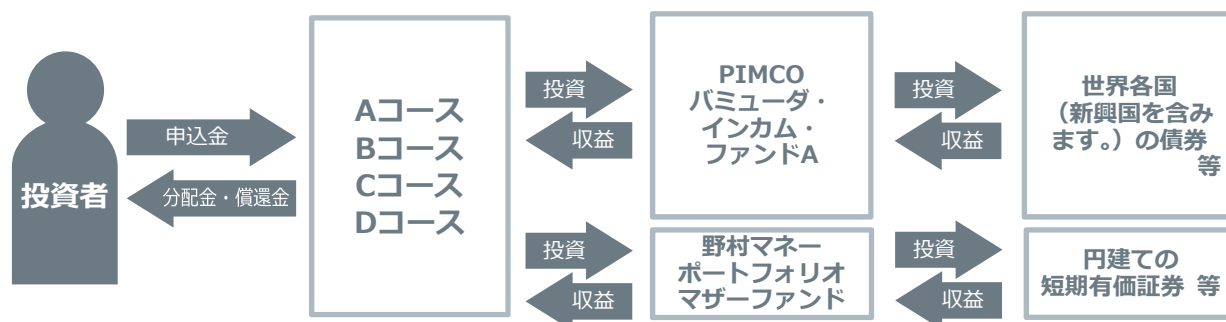 投資者
申込金
分配金・償還金
Aコース
Bコース
Cコース
Dコース
投資
収益
PIMCO
バミューダ・
インカム・
ファンドA
投資
収益
世界各国
（新興国を含み
ます。）の債券
等
投資
収益
野村マネー
ポートフォリオ
マザーファンド
投資
収益
円建ての
短期有価証券 等